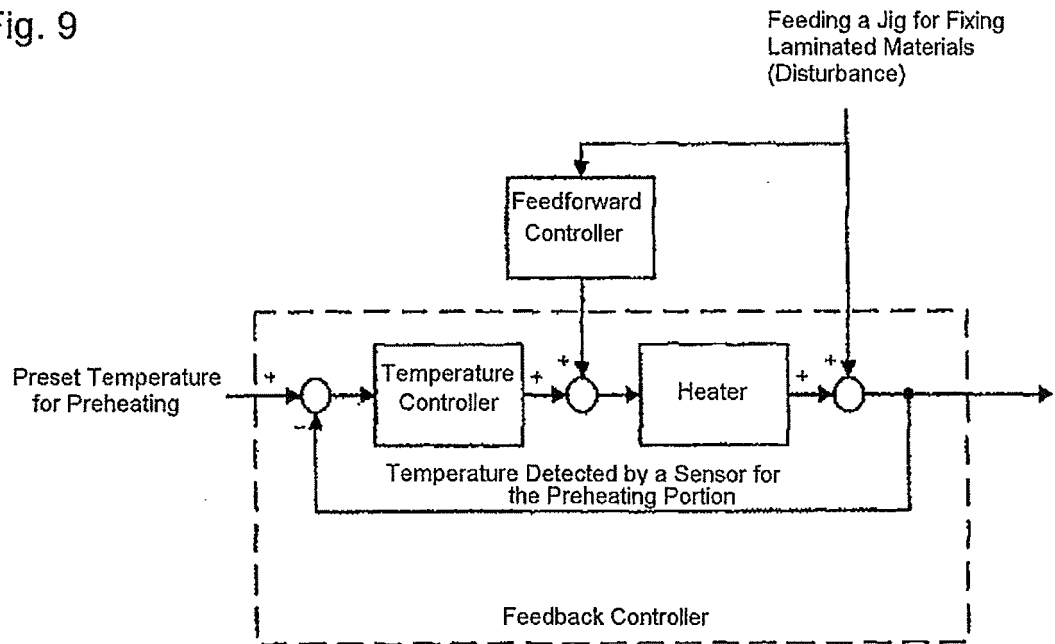 Fig. 9
Feeding a Jig for Fixing
Laminated Materials
(Disturbance)
Feedforward
Controller
Preset Temperature
for Preheating
+
-
Temperature
Controller
+
+
Heater
+
+
Temperature Detected by a Sensor for
the Preheating Portion
Feedback Controller